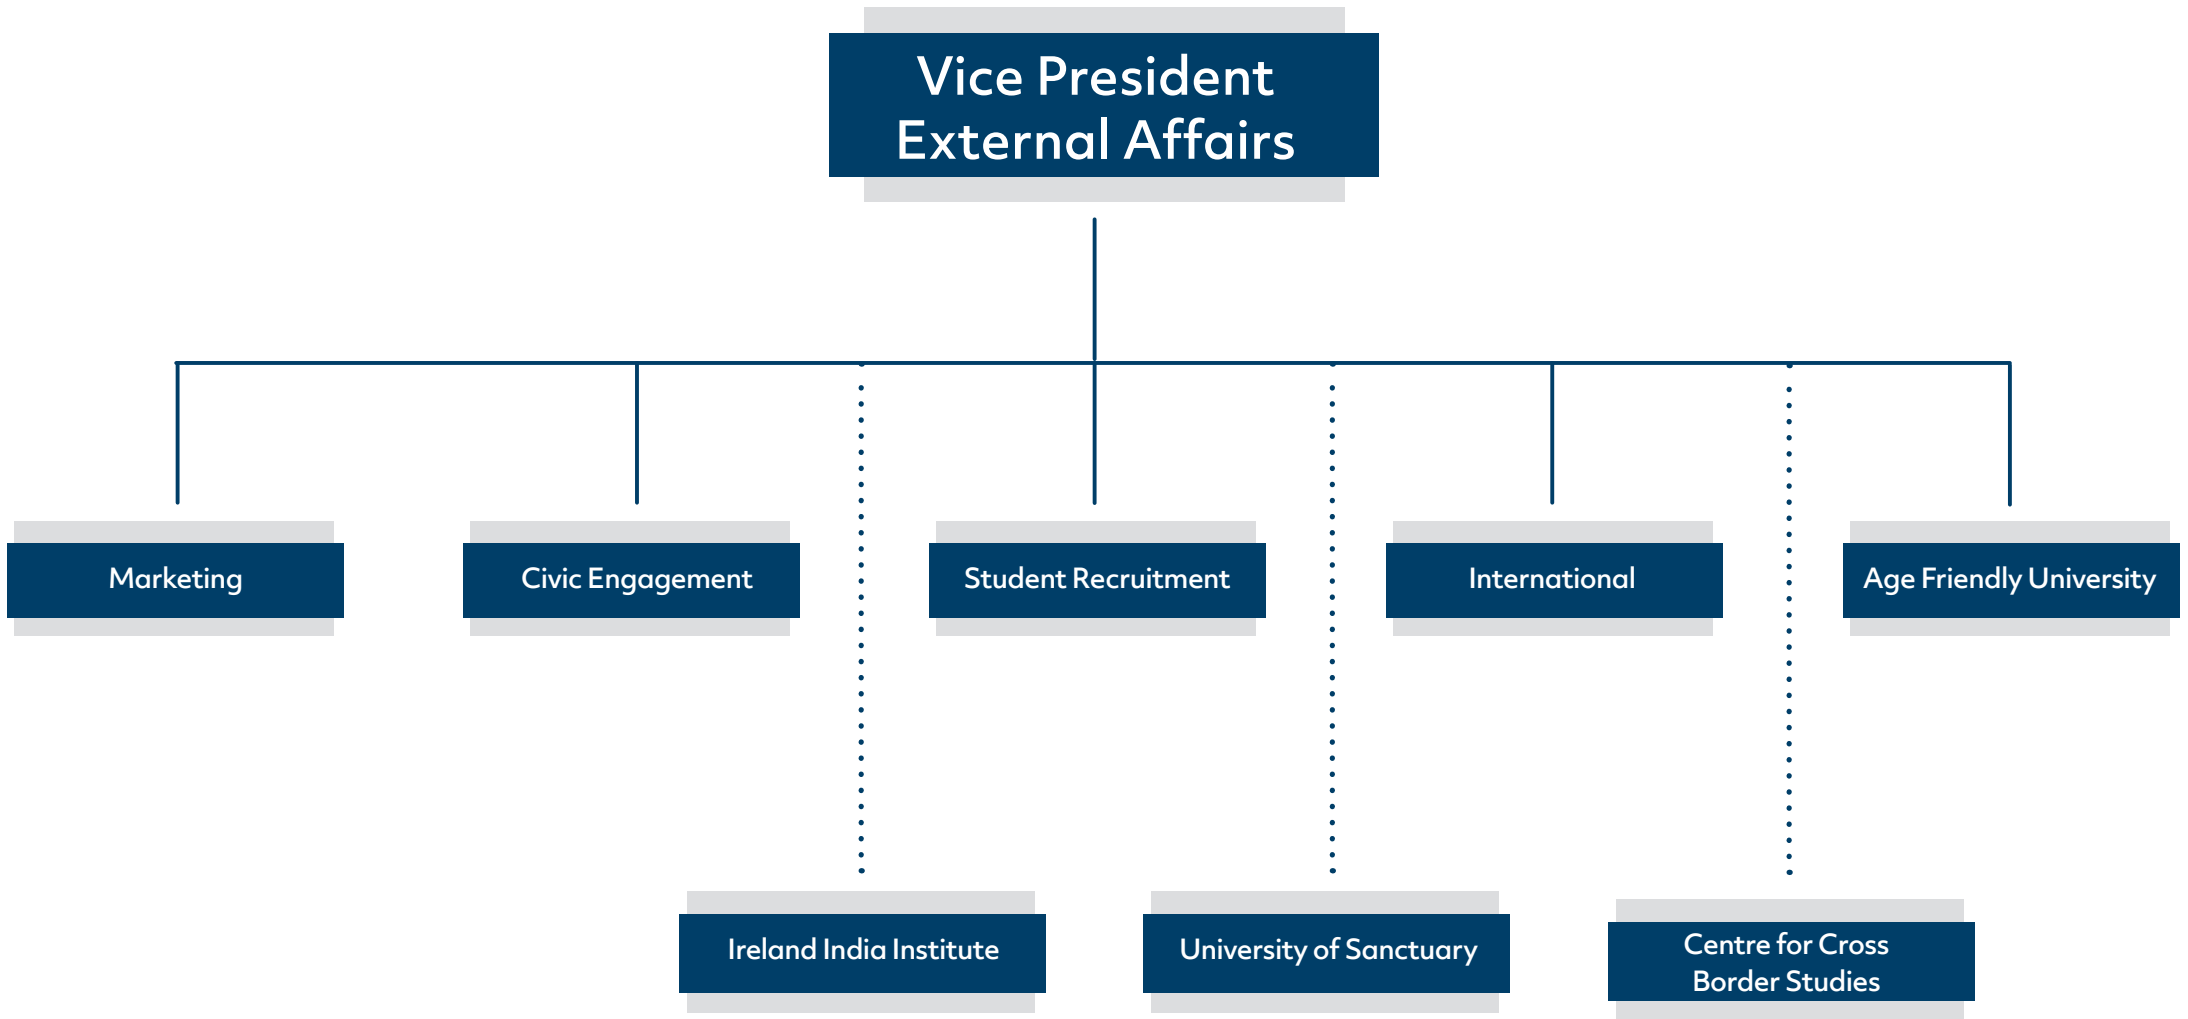 Vice President
External Affairs
Marketing
Civic Engagement
Student Recruitment
International
Age Friendly University
Ireland India Institute
University of Sanctuary
Centre for Cross
Border Studies